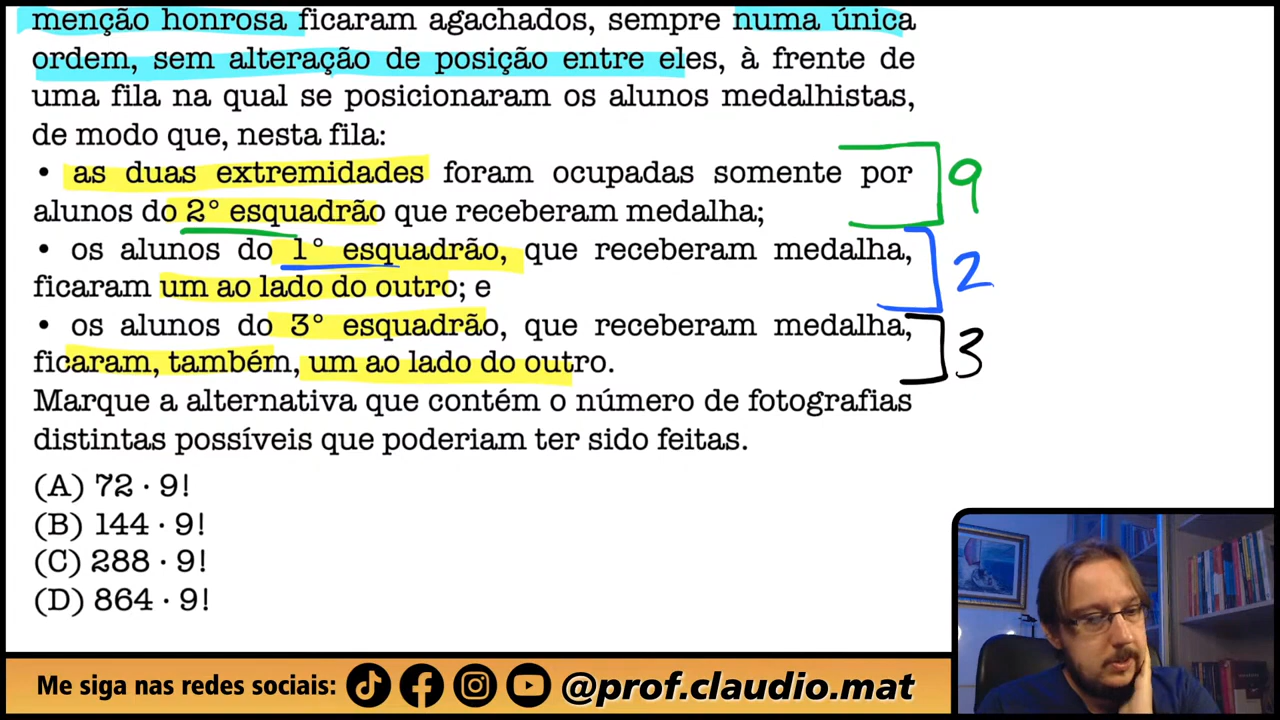 menção honrosa ficaram agachados, sempre numa única
ordem, sem alteração de posição entre eles, à frente de
uma fila na qual se posicionaram os alunos medalhistas,
de modo que, nesta fila:
• as duas extremidades foram ocupadas somente por
alunos do 2° esquadrão que receberam medalha;
9
• os alunos do 1° esquadrão, que receberam medalha,
ficaram um ao lado do outro; e
2
• os alunos do 3° esquadrão, que receberam medalha,
ficaram, também, um ao lado do outro.
3
Marque a alternativa que contém o número de fotografias
distintas possíveis que poderiam ter sido feitas.
(A) 72 · 9!
(B) 144 · 9!
(C) 288 · 9!
(D) 864 · 9!
Me siga nas redes sociais: @prof.claudio.mat